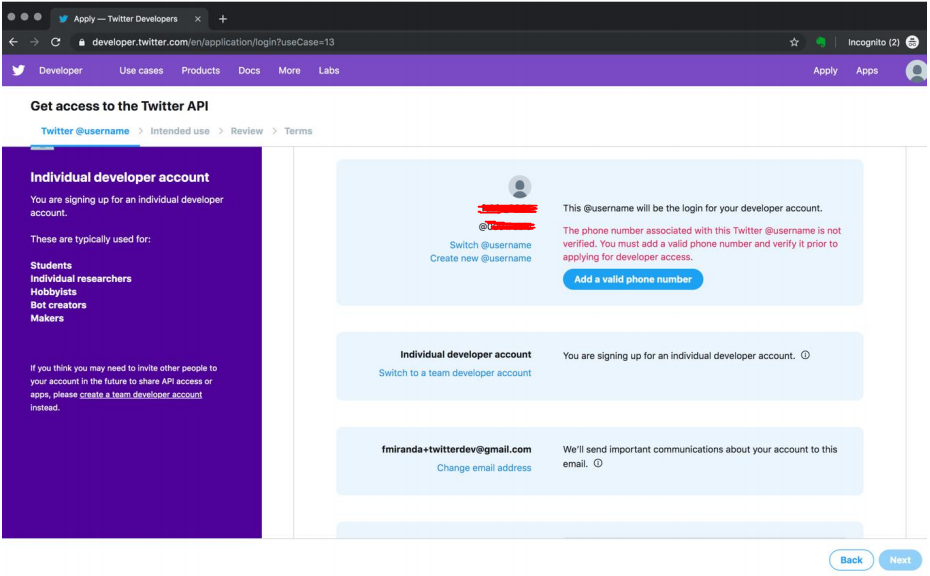 Apply — Twitter Developers
developer.twitter.com/en/application/login?useCase=13
Incognito (2)
Developer Use cases Products Docs More Labs Apply Apps
Get access to the Twitter API
Twitter @username > Intended use > Review > Terms
Individual developer account
You are signing up for an individual developer
account.
These are typically used for:
Students
Individual researchers
Hobbyists
Bot creators
Makers
If you think you may need to invite other people to
your account in the future to share API access or
apps, please create a team developer account
instead.
@
Switch @username
Create new @username
This @username will be the login for your developer account.
The phone number associated with this Twitter @username is not
verified. You must add a valid phone number and verify it prior to
applying for developer access.
Add a valid phone number
Individual developer account
Switch to a team developer account
You are signing up for an individual developer account.
fmiranda+twitterdev@gmail.com
Change email address
We'll send important communications about your account to this
email.
Back
Next